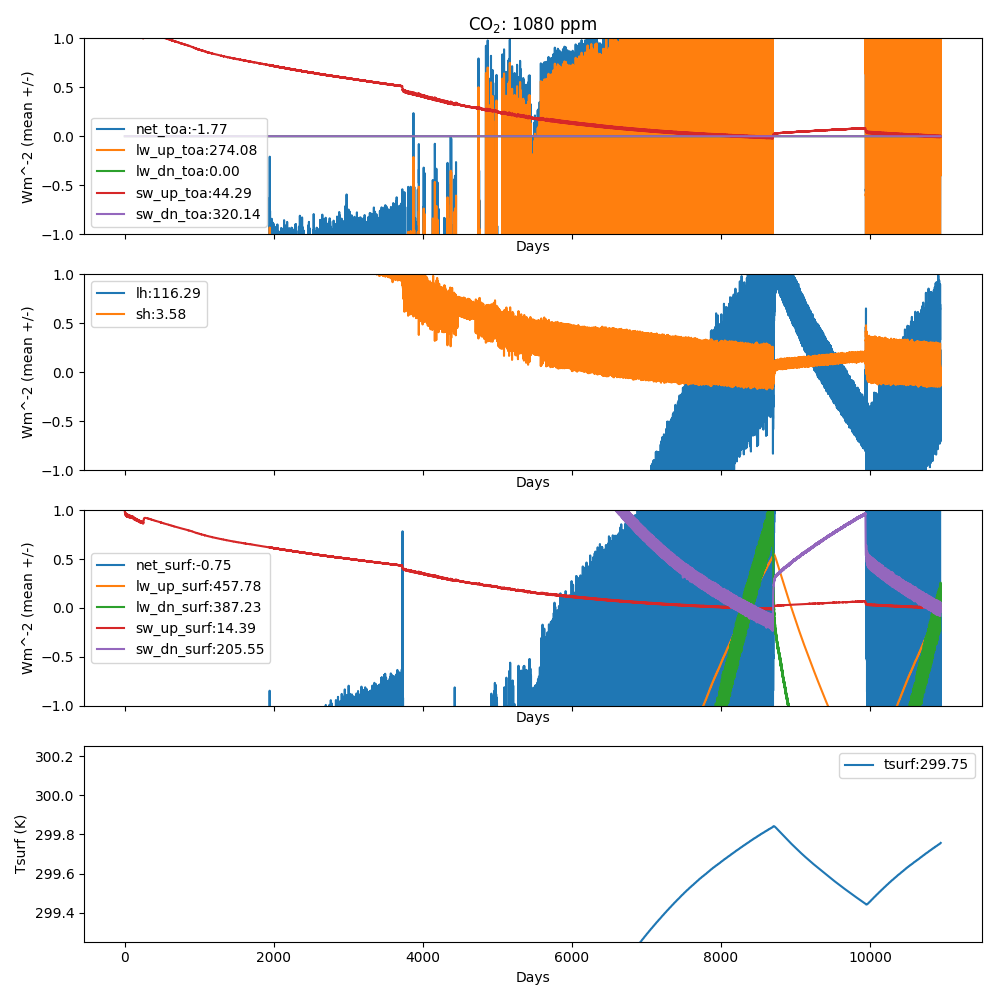 CO₂: 1080 ppm
1.0
0.5
0.0
−0.5
−1.0
Wm^-2 (mean +/-)
net_toa:-1.77
lw_up_toa:274.08
lw_dn_toa:0.00
sw_up_toa:44.29
sw_dn_toa:320.14
Days
1.0
0.5
0.0
−0.5
−1.0
Wm^-2 (mean +/-)
lh:116.29
sh:3.58
Days
1.0
0.5
0.0
−0.5
−1.0
Wm^-2 (mean +/-)
net_surf:-0.75
lw_up_surf:457.78
lw_dn_surf:387.23
sw_up_surf:14.39
sw_dn_surf:205.55
Days
300.2
300.0
299.8
299.6
299.4
Tsurf (K)
tsurf:299.75
0 2000 4000 6000 8000 10000
Days